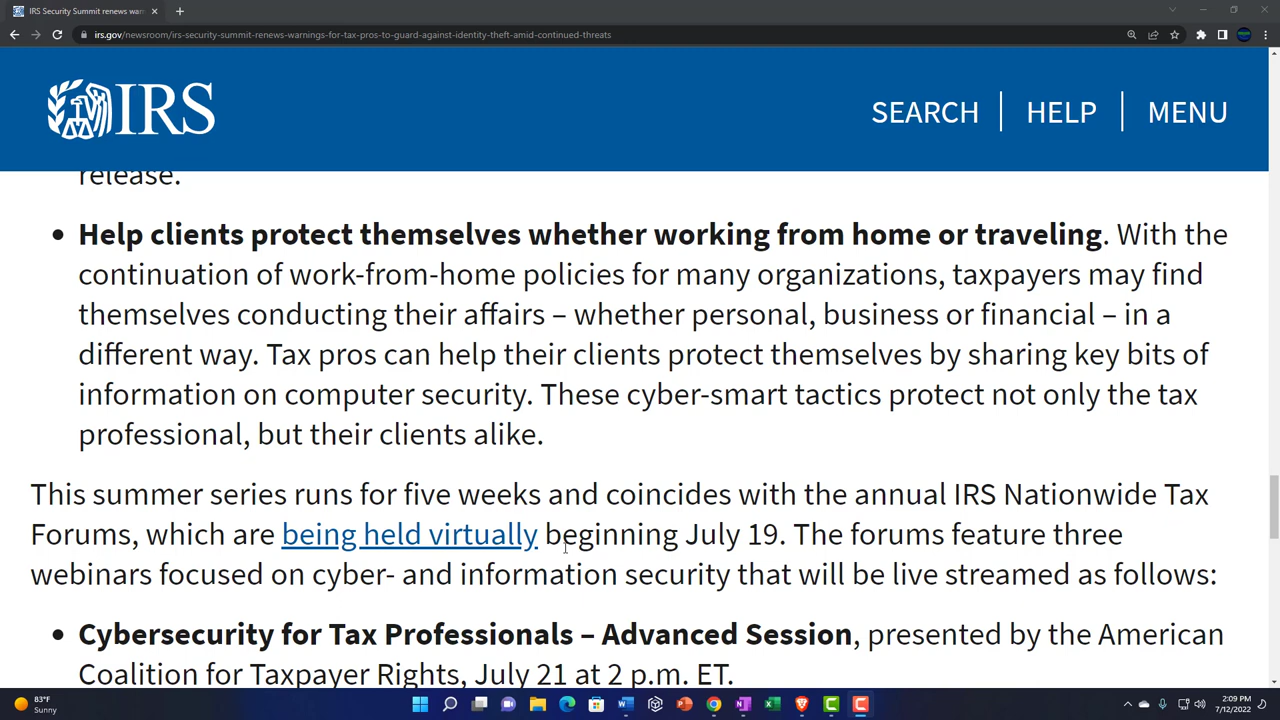 IRS Security Summit renews warn
irs.gov/newsroom/irs-security-summit-renews-warnings-for-tax-pros-to-guard-against-identity-theft-amid-continued-threats
IRS
SEARCH
HELP
MENU
release.
Help clients protect themselves whether working from home or traveling. With the
continuation of work-from-home policies for many organizations, taxpayers may find
themselves conducting their affairs – whether personal, business or financial – in a
different way. Tax pros can help their clients protect themselves by sharing key bits of
information on computer security. These cyber-smart tactics protect not only the tax
professional, but their clients alike.
This summer series runs for five weeks and coincides with the annual IRS Nationwide Tax
Forums, which are being held virtually beginning July 19. The forums feature three
webinars focused on cyber- and information security that will be live streamed as follows:
Cybersecurity for Tax Professionals – Advanced Session, presented by the American
Coalition for Taxpayer Rights, July 21 at 2 p.m. ET.
83°F
Sunny
2:09 PM
7/12/2022